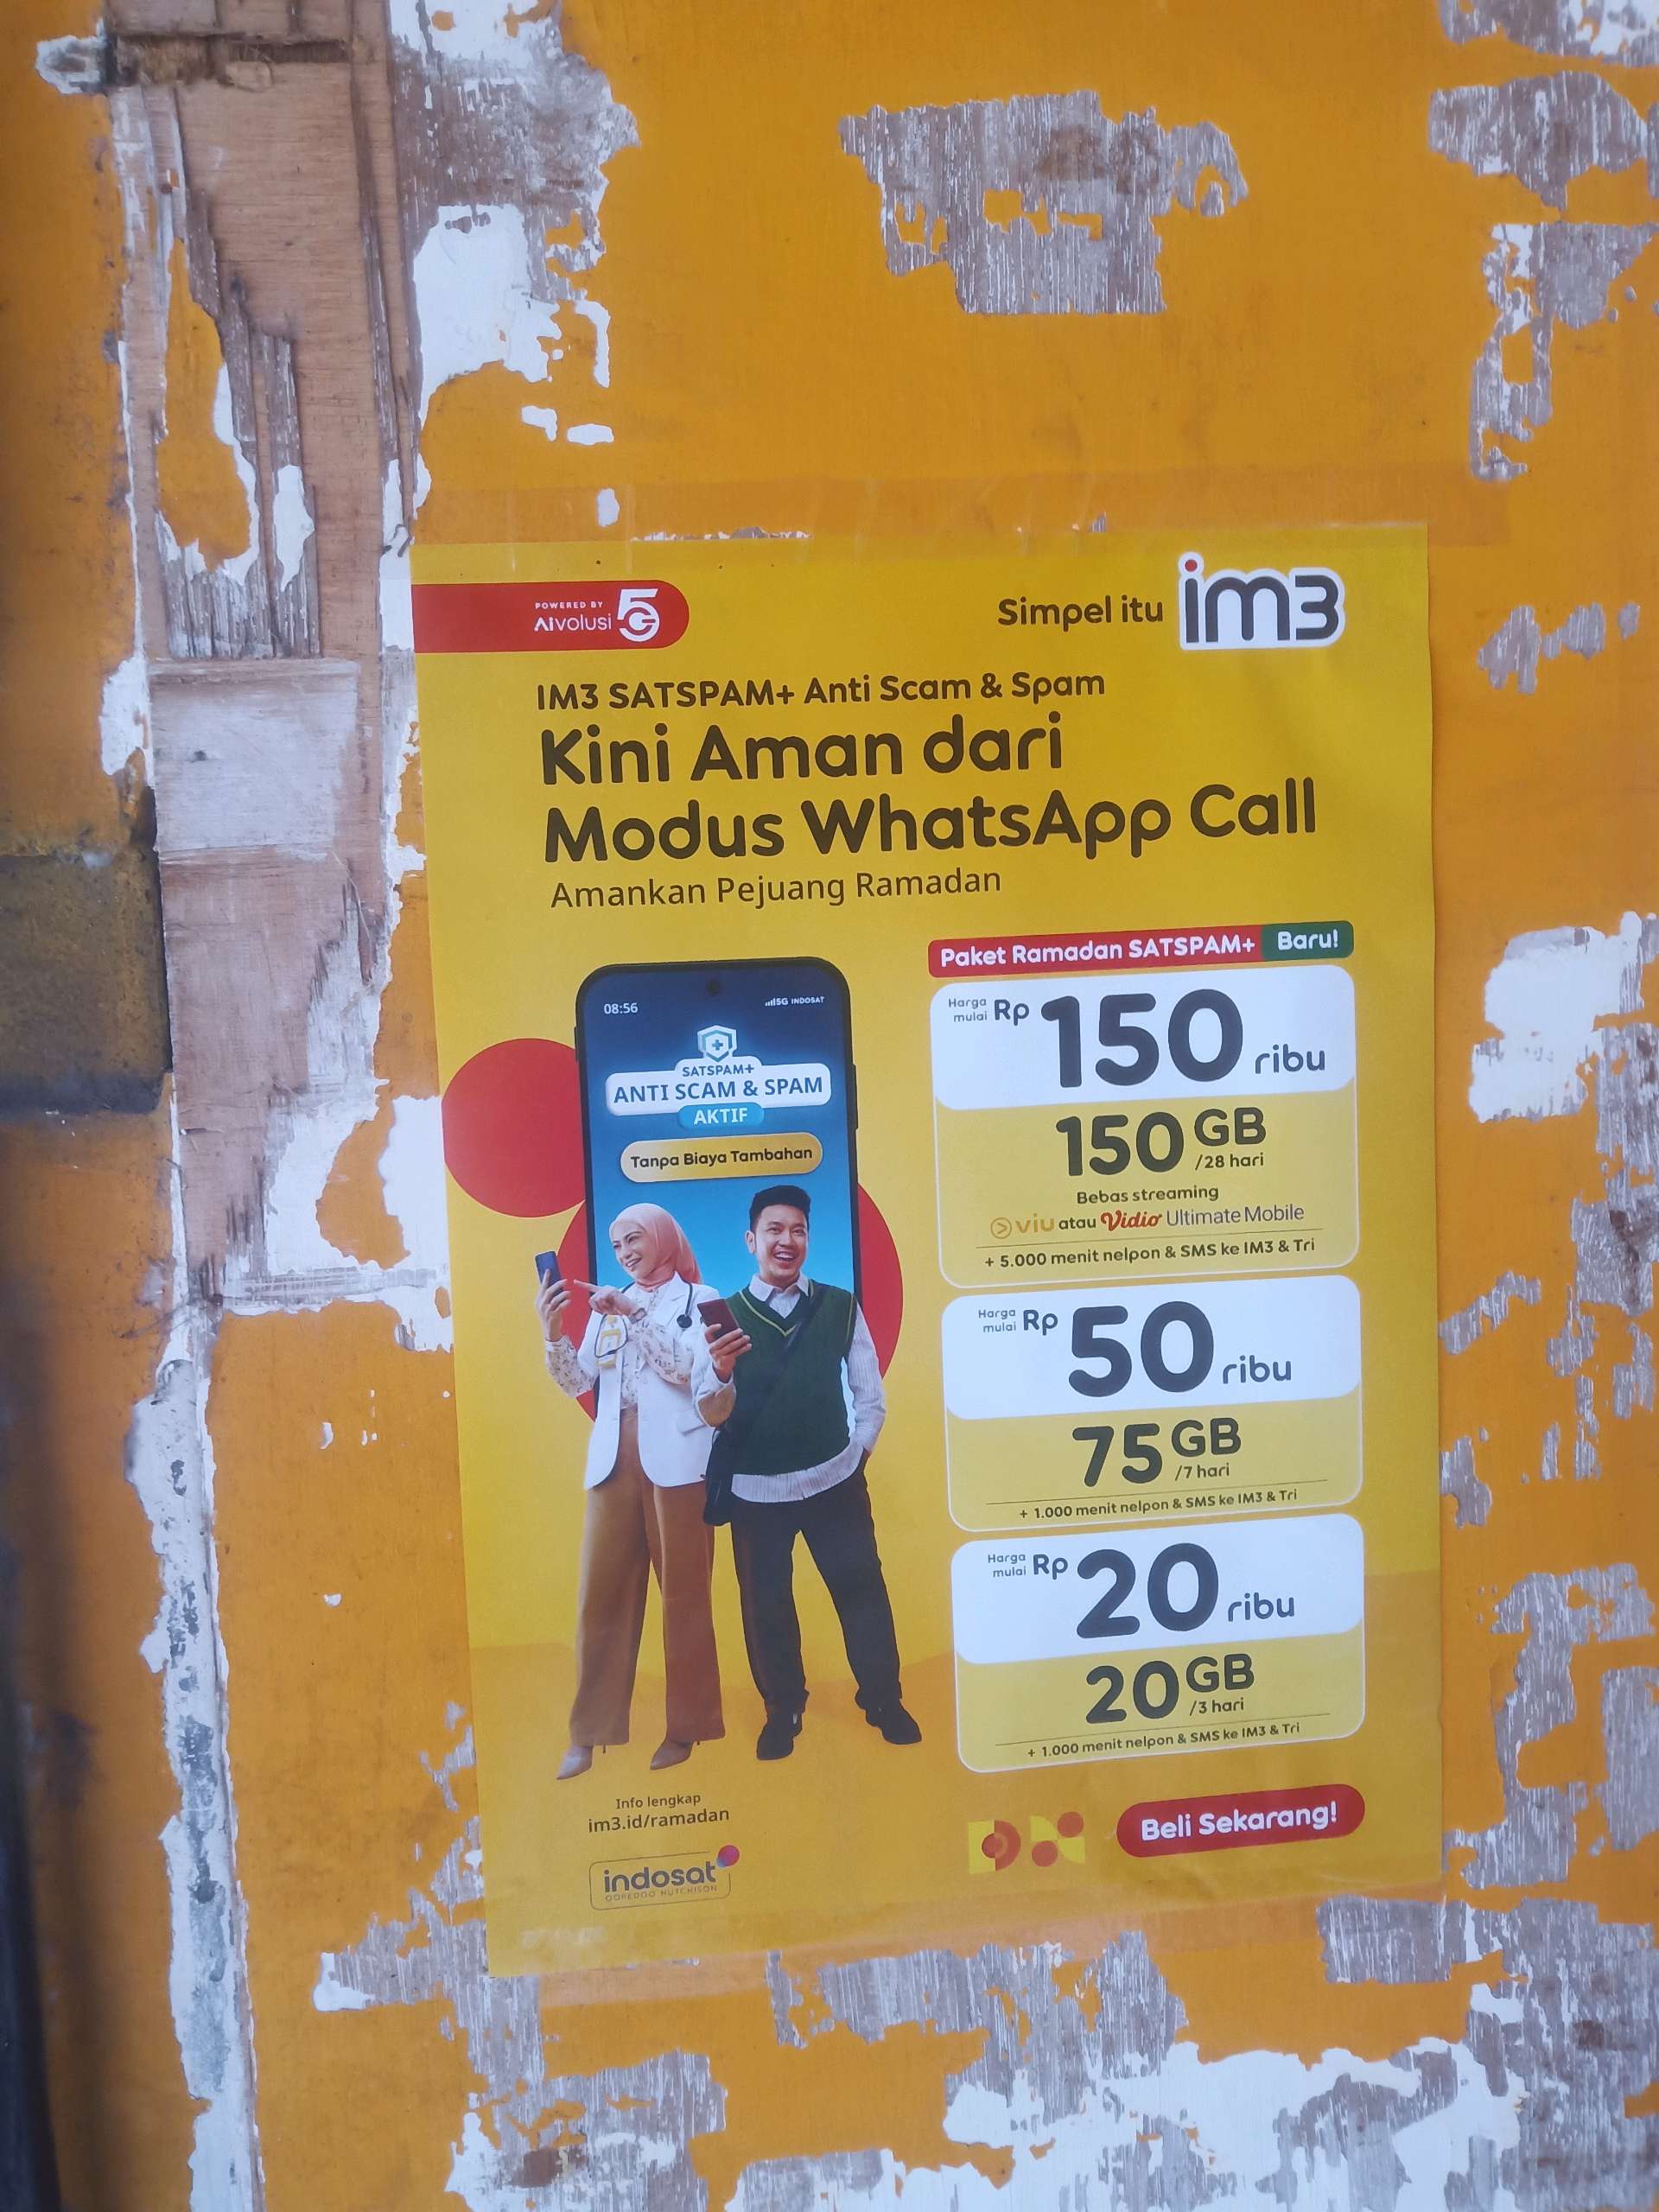 POWERED BY
AIvolusi 5G
Simpel itu im3
IM3 SATSPAM+ Anti Scam & Spam
Kini Aman dari
Modus WhatsApp Call
Amankan Pejuang Ramadan
08:56
5G INDOSAT
SATSPAM+
ANTI SCAM & SPAM
AKTIF
Tanpa Biaya Tambahan
Paket Ramadan SATSPAM+ Baru!
Harga mulai Rp 150 ribu
150 GB /28 hari
Bebas streaming
viu atau Vidio Ultimate Mobile
+ 5.000 menit nelpon & SMS ke IM3 & Tri
Harga mulai Rp 50 ribu
75 GB /7 hari
+ 1.000 menit nelpon & SMS ke IM3 & Tri
Harga mulai Rp 20 ribu
20 GB /3 hari
+ 1.000 menit nelpon & SMS ke IM3 & Tri
Info lengkap
im3.id/ramadan
indosat
OOREDOO HUTCHISON
Beli Sekarang!